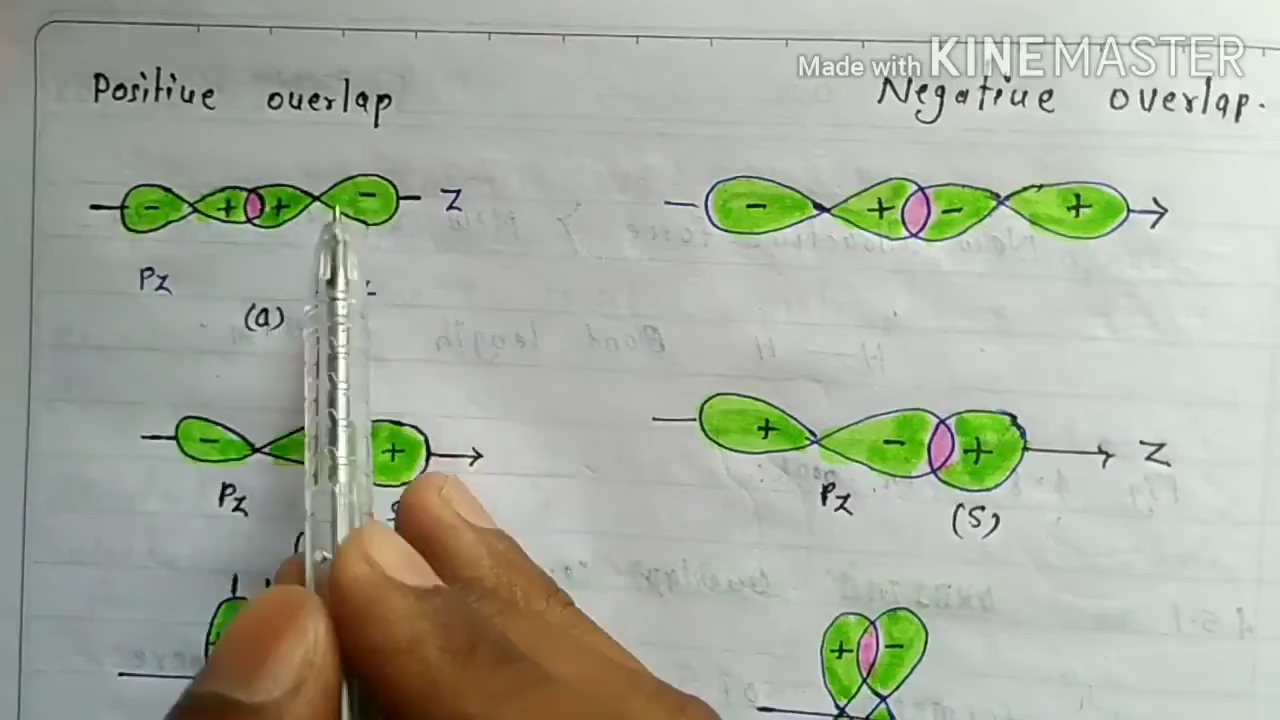 Made with KINEMASTER
Positive overlap
Negative overlap.
- + + - Z
- + - +
Pz
(a)
- + Z
+ - +
Pz
Pz (S)
+ -